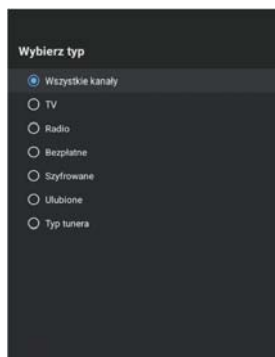 Wybierz typ
Wszystkie kanały
TV
Radio
Bezpłatne
Szyfrowane
Ulubione
Typ tunera